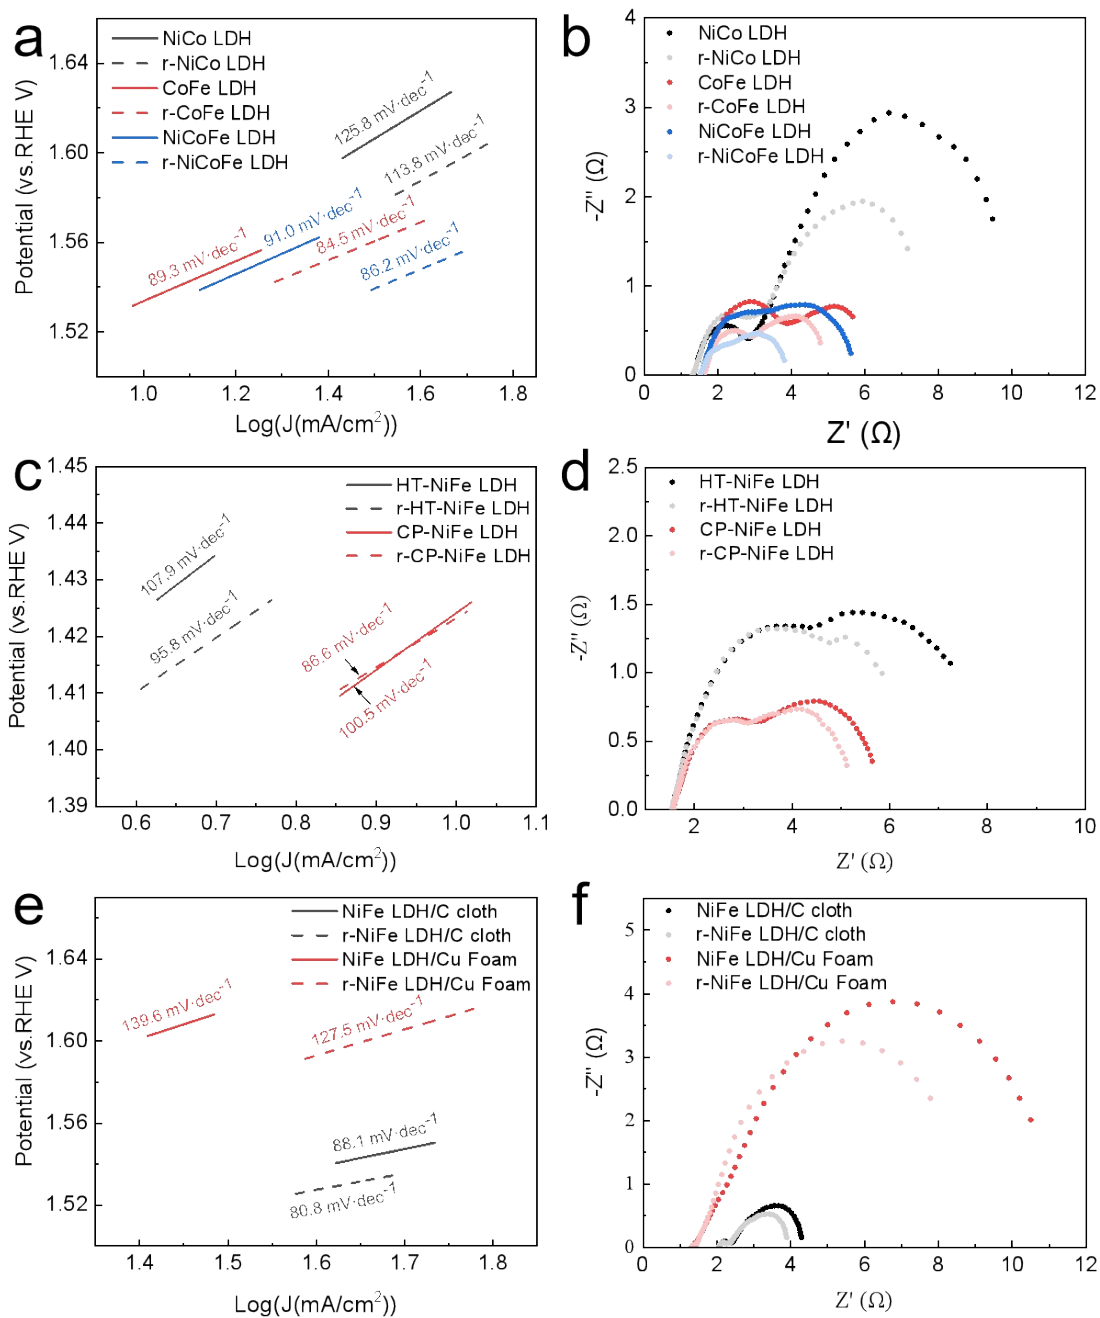 a
NiCo LDH
r-NiCo LDH
CoFe LDH
r-CoFe LDH
NiCoFe LDH
r-NiCoFe LDH
125.8 mV·dec⁻¹
113.8 mV·dec⁻¹
89.3 mV·dec⁻¹
91.0 mV·dec⁻¹
84.5 mV·dec⁻¹
86.2 mV·dec⁻¹
1.64
1.60
1.56
1.52
Potential (vs.RHE V)
1.0
1.2
1.4
1.6
1.8
Log(J(mA/cm²))
b
NiCo LDH
r-NiCo LDH
CoFe LDH
r-CoFe LDH
NiCoFe LDH
r-NiCoFe LDH
4
3
2
1
0
-Z" (Ω)
0
2
4
6
8
10
12
Z' (Ω)
c
HT-NiFe LDH
r-HT-NiFe LDH
CP-NiFe LDH
r-CP-NiFe LDH
107.9 mV·dec⁻¹
95.8 mV·dec⁻¹
86.6 mV·dec⁻¹
100.5 mV·dec⁻¹
1.45
1.44
1.43
1.42
1.41
1.40
1.39
Potential (vs.RHE V)
0.6
0.7
0.8
0.9
1.0
1.1
Log(J(mA/cm²))
d
HT-NiFe LDH
r-HT-NiFe LDH
CP-NiFe LDH
r-CP-NiFe LDH
2.5
2.0
1.5
1.0
0.5
0.0
-Z" (Ω)
2
4
6
8
10
Z' (Ω)
e
NiFe LDH/C cloth
r-NiFe LDH/C cloth
NiFe LDH/Cu Foam
r-NiFe LDH/Cu Foam
139.6 mV·dec⁻¹
127.5 mV·dec⁻¹
88.1 mV·dec⁻¹
80.8 mV·dec⁻¹
1.64
1.60
1.56
1.52
Potential (vs.RHE V)
1.4
1.5
1.6
1.7
1.8
Log(J(mA/cm²))
f
NiFe LDH/C cloth
r-NiFe LDH/C cloth
NiFe LDH/Cu Foam
r-NiFe LDH/Cu Foam
5
4
3
2
1
0
-Z" (Ω)
0
2
4
6
8
10
12
Z' (Ω)